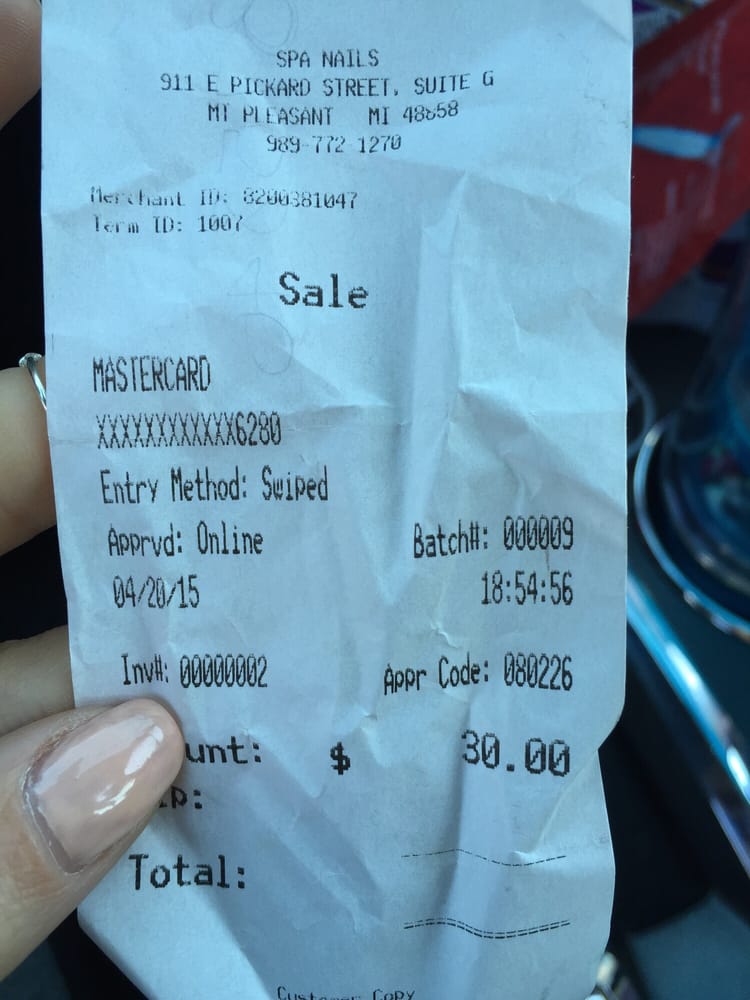 SPA NAILS
911 E PICKARD STREET, SUITE G
MT PLEASANT MI 48858
989-772-1270
Merchant ID: 8200381047
Term ID: 1007
Sale
MASTERCARD
XXXXXXXXXXXX6280
Entry Method: Swiped
Apprvd: Online Batch#: 000009
04/20/15 18:54:56
Inv#: 00000002 Appr Code: 080226
unt: $ 30.00
ip:
Total:
Customer Copy